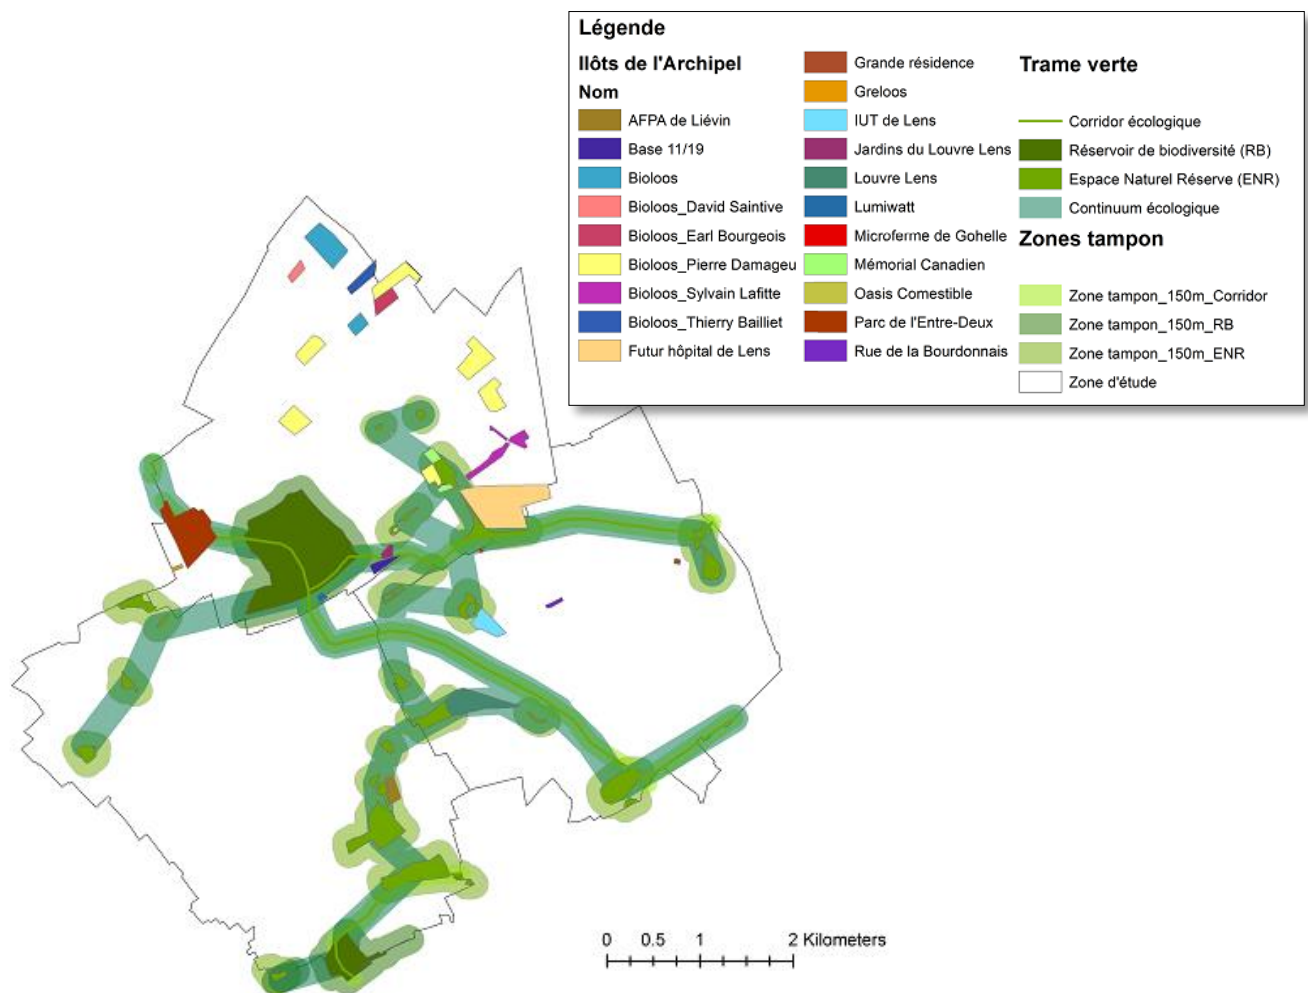 Légende
Ilôts de l'Archipel
Nom
AFPA de Liévin
Base 11/19
Bioloos
Bioloos_David Saintive
Bioloos_Earl Bourgeois
Bioloos_Pierre Damageu
Bioloos_Sylvain Lafitte
Bioloos_Thierry Bailliet
Futur hôpital de Lens
Grande résidence
Greloos
IUT de Lens
Jardins du Louvre Lens
Louvre Lens
Lumiwatt
Microferme de Gohelle
Mémorial Canadien
Oasis Comestible
Parc de l'Entre-Deux
Rue de la Bourdonnais
Trame verte
Corridor écologique
Réservoir de biodiversité (RB)
Espace Naturel Réserve (ENR)
Continuum écologique
Zones tampon
Zone tampon_150m_Corridor
Zone tampon_150m_RB
Zone tampon_150m_ENR
Zone d'étude
0 0.5 1 2 Kilometers